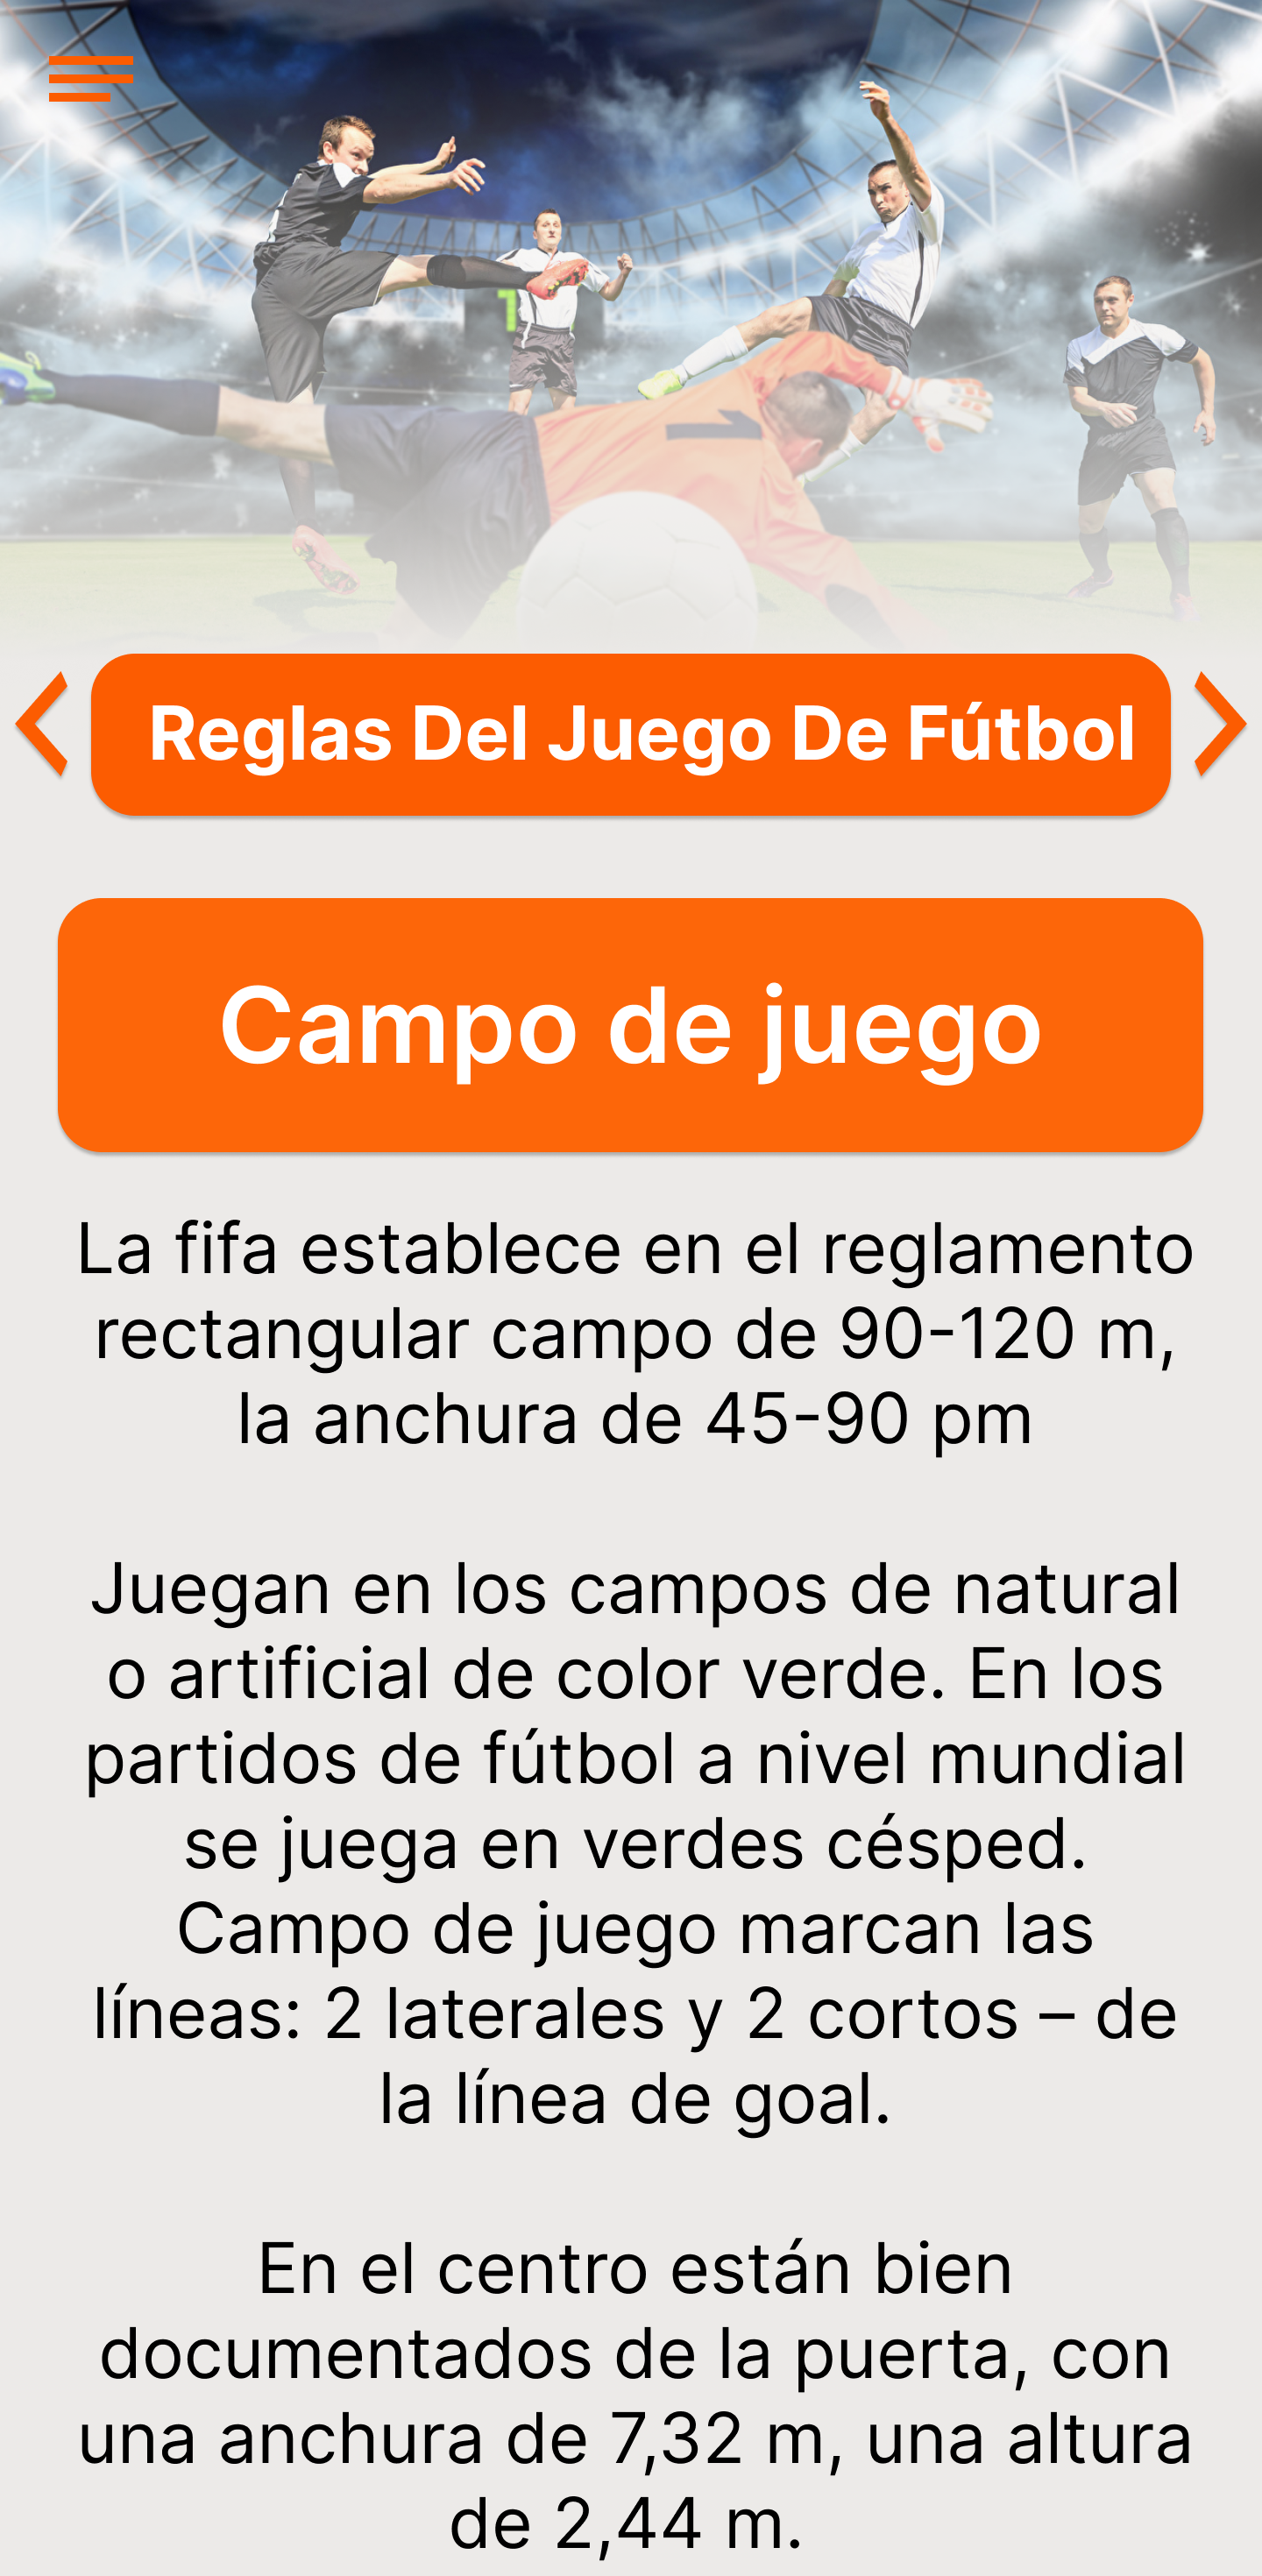 1
1
Reglas Del Juego De Fútbol
Campo de juego
La fifa establece en el reglamento
rectangular campo de 90-120 m,
la anchura de 45-90 pm
Juegan en los campos de natural
o artificial de color verde. En los
partidos de fútbol a nivel mundial
se juega en verdes césped.
Campo de juego marcan las
líneas: 2 laterales y 2 cortos – de
la línea de goal.
En el centro están bien
documentados de la puerta, con
una anchura de 7,32 m, una altura
de 2,44 m.